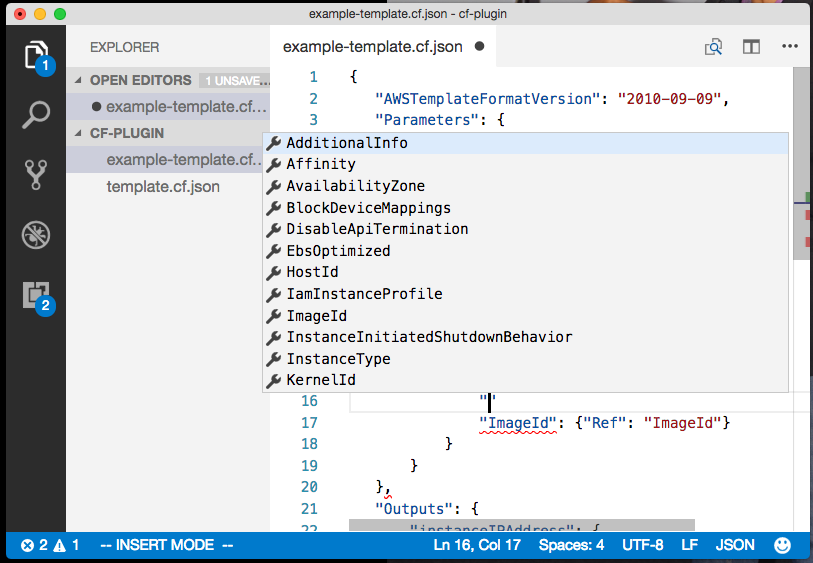 example-template.cf.json - cf-plugin
EXPLORER
example-template.cf.json
OPEN EDITORS 1 UNSAVE...
example-template.cf...
CF-PLUGIN
example-template.cf...
template.cf.json
1
2
5
1 {
2 "AWSTemplateFormatVersion": "2010-09-09",
3 "Parameters": {
AdditionalInfo
Affinity
AvailabilityZone
BlockDeviceMappings
DisableApiTermination
EbsOptimized
HostId
IamInstanceProfile
ImageId
InstanceInitiatedShutdownBehavior
InstanceType
KernelId
16 ""
17 "ImageId": {"Ref": "ImageId"}
18 }
19 }
20 },
21 "Outputs": {
22 "instanceIPAddress": {
2 1 -- INSERT MODE -- Ln 16, Col 17 Spaces: 4 UTF-8 LF JSON